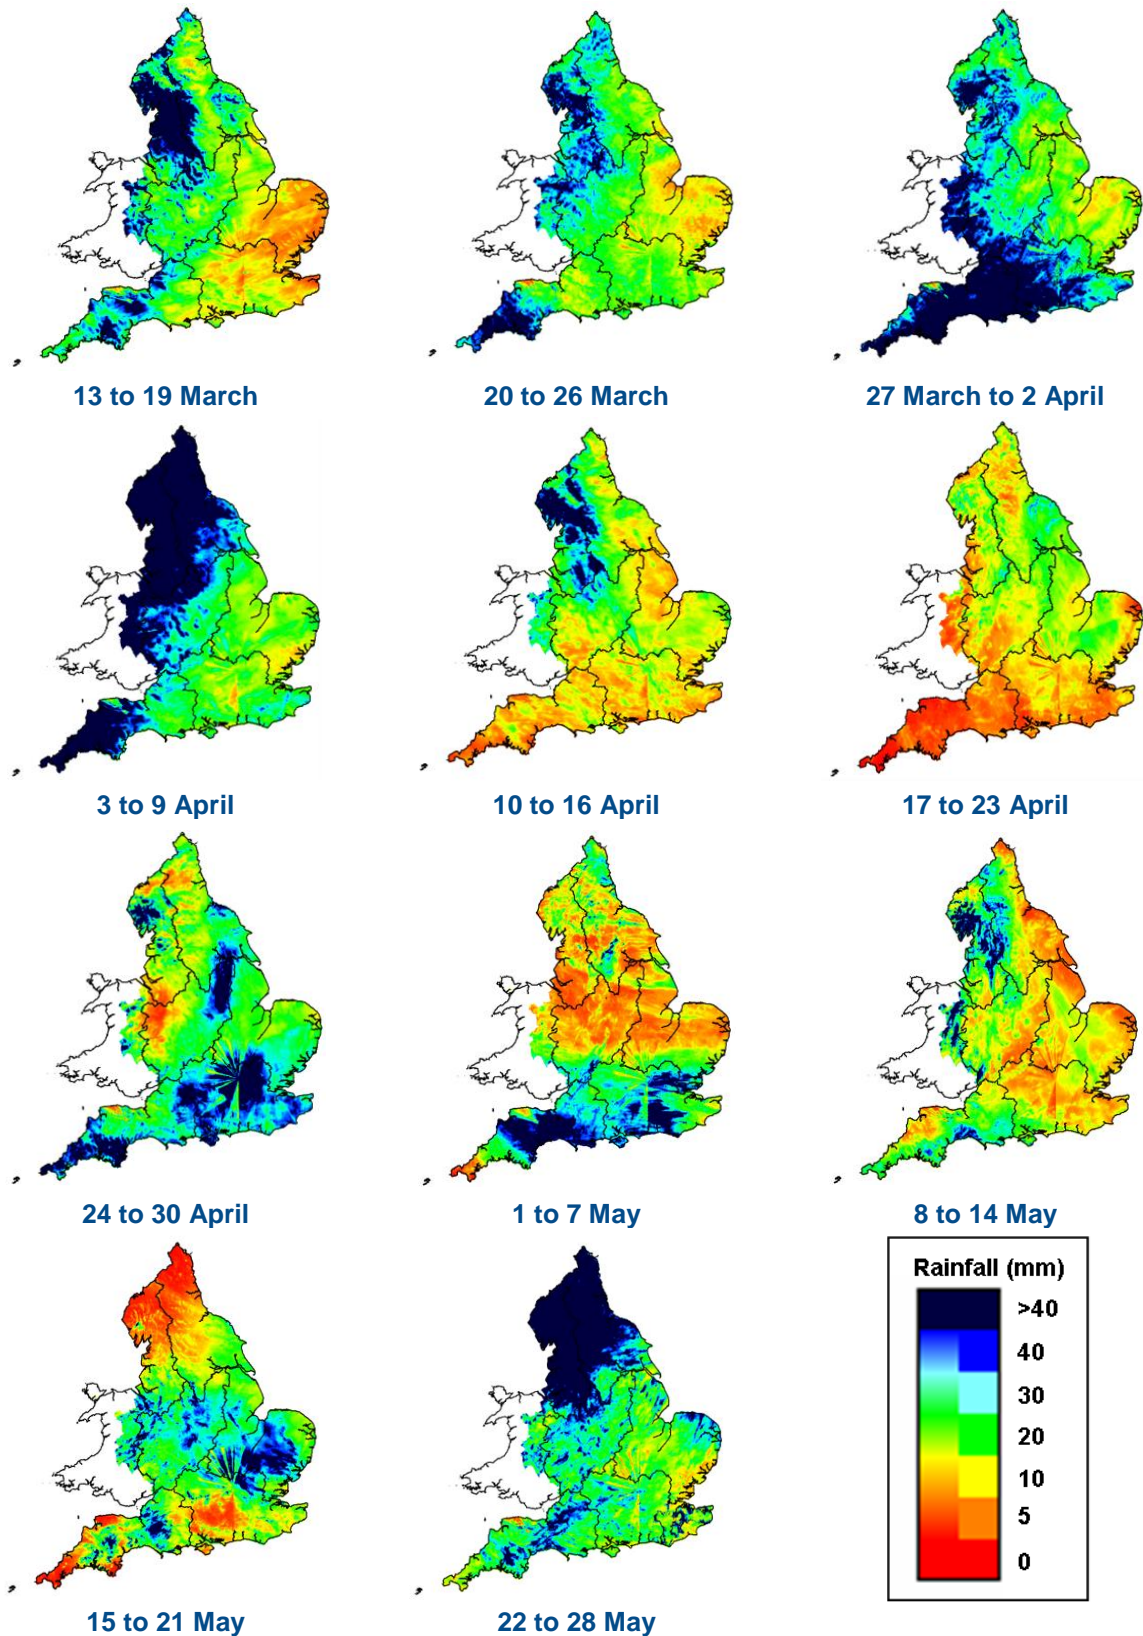 13 to 19 March
20 to 26 March
27 March to 2 April
3 to 9 April
10 to 16 April
17 to 23 April
24 to 30 April
1 to 7 May
8 to 14 May
Rainfall (mm)
>40
40
30
20
10
5
0
15 to 21 May
22 to 28 May